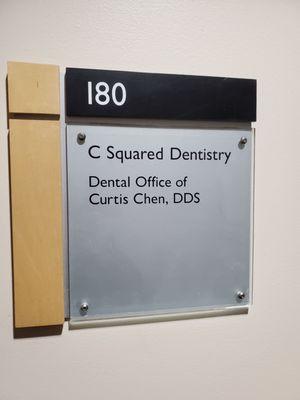 180
C Squared Dentistry
Dental Office of
Curtis Chen, DDS